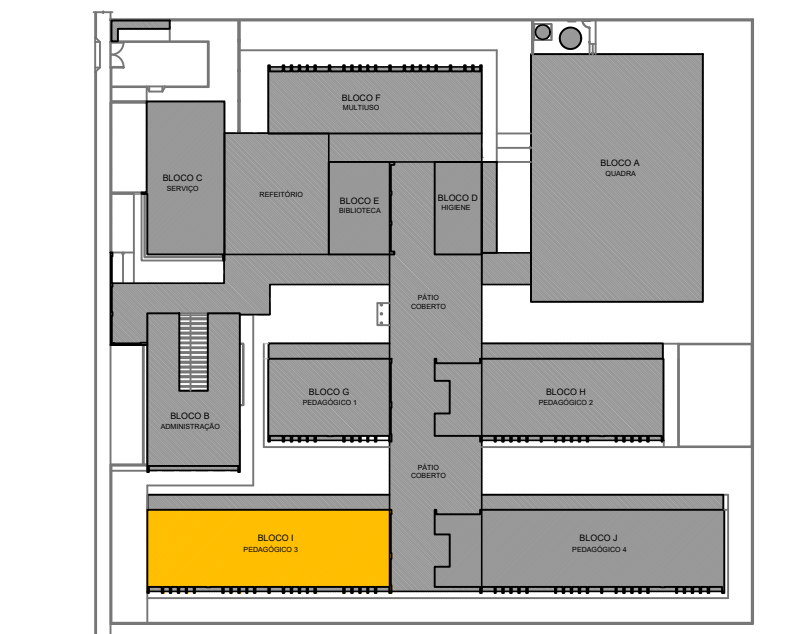 BLOCO F
MULTIUSO
BLOCO A
QUADRA
BLOCO C
SERVIÇO
REFEITÓRIO
BLOCO E
BIBLIOTECA
BLOCO D
HIGIENE
PÁTIO
COBERTO
BLOCO G
PEDAGÓGICO 1
BLOCO H
PEDAGÓGICO 2
BLOCO B
ADMINISTRAÇÃO
PÁTIO
COBERTO
BLOCO I
PEDAGÓGICO 3
BLOCO J
PEDAGÓGICO 4